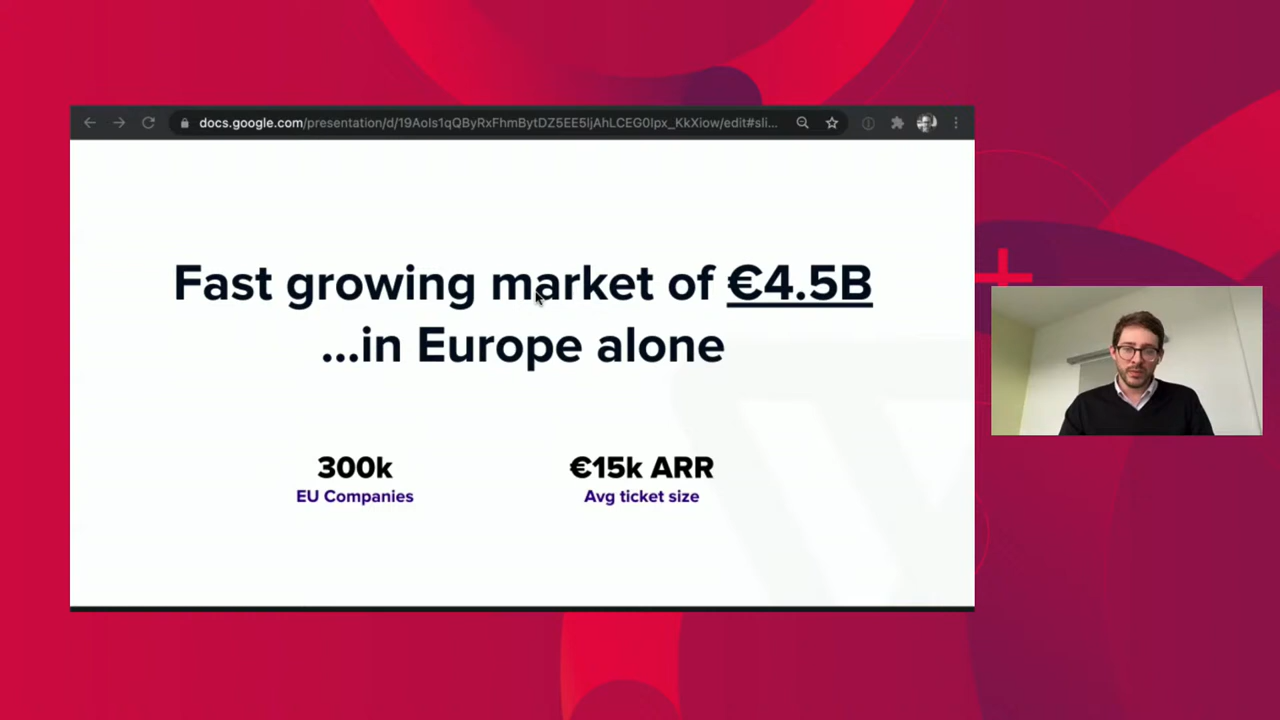 docs.google.com/presentation/d/19Aols1qQByRxFhmBytDZ5EE5ljAhLCEG0lpx_KkXiow/edit#sli...
Fast growing market of €4.5B
...in Europe alone
300k
EU Companies
€15k ARR
Avg ticket size